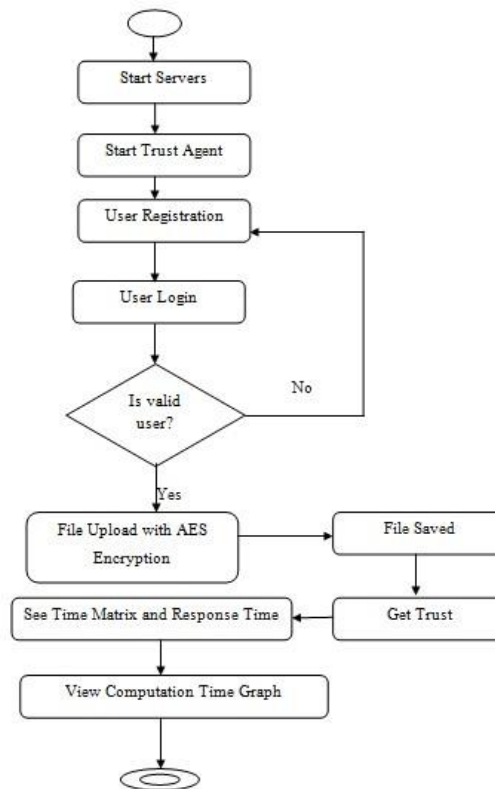 Start Servers
Start Trust Agent
User Registration
User Login
Is valid
user?
No
Yes
File Upload with AES
Encryption
File Saved
Get Trust
See Time Matrix and Response Time
View Computation Time Graph